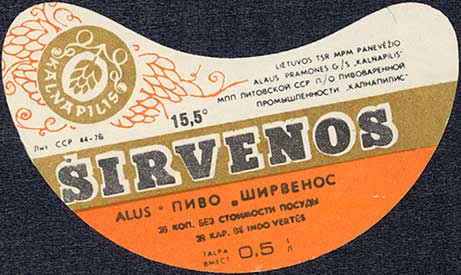 KALNAPILIS
LIETUVOS TSR MPM PANEVĖŽIO
ALAUS PRAMONĖS G/S „KALNAPILIS"
МПП ЛИТОВСКОЙ ССР П/О ПИВОВАРЕННОЙ
ПРОМЫШЛЕННОСТИ „КАЛНАПИЛИС"
15,5°
Лит ССР 44-76
ŠIRVENOS
ALUS • ПИВО „ШИРВЕНОС
28 КОП. БЕЗ СТОИМОСТИ ПОСУДЫ
28 KAP. BE INDO VERTĖS
TALPA
ВМЕСТ 0,5 L
Л